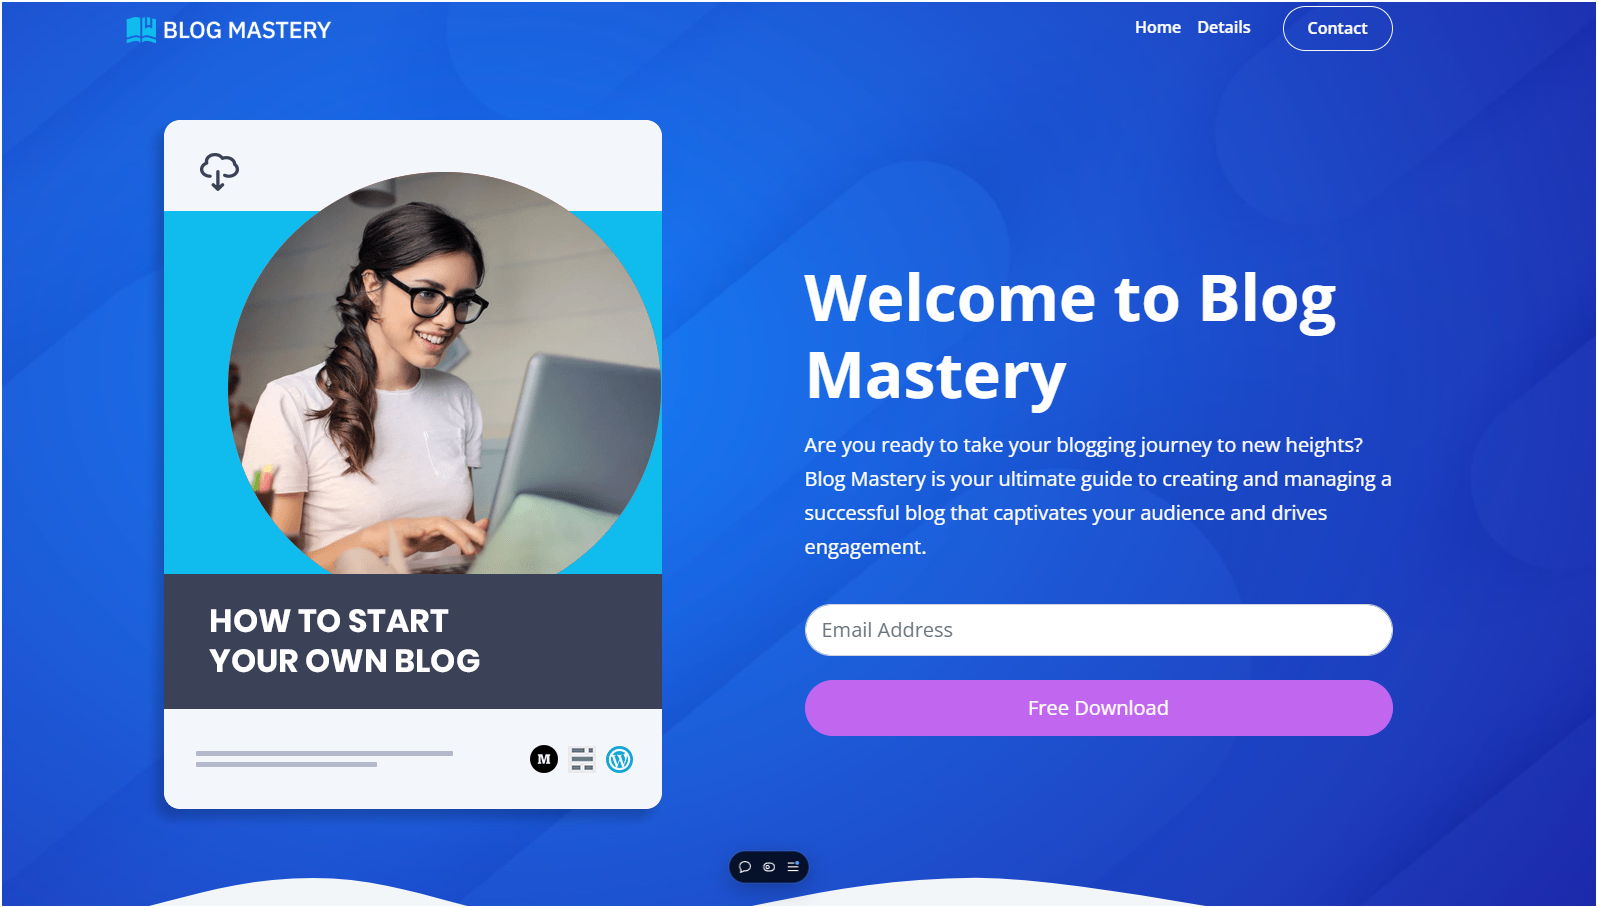 BLOG MASTERY
Home Details Contact
Welcome to Blog
Mastery
Are you ready to take your blogging journey to new heights?
Blog Mastery is your ultimate guide to creating and managing a
successful blog that captivates your audience and drives
engagement.
Email Address
Free Download
HOW TO START
YOUR OWN BLOG
M
W